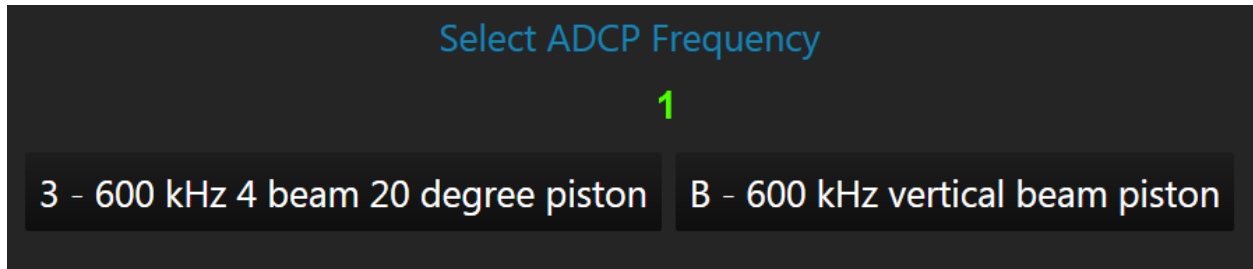 Select ADCP Frequency
1
3 - 600 kHz 4 beam 20 degree piston
B - 600 kHz vertical beam piston